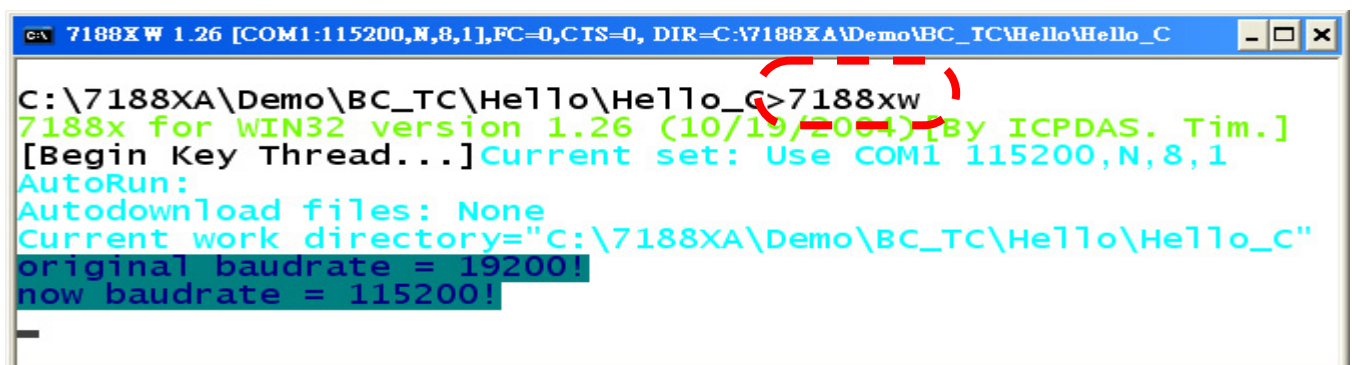 7188XW 1.26 [COM1:115200,N,8,1],FC=0,CTS=0, DIR=C:\7188XA\Demo\BC_TC\Hello\Hello_C
C:\7188XA\Demo\BC_TC\Hello\Hello_C>7188xw
7188x for WIN32 version 1.26 (10/19/2004)[By ICPDAS. Tim.]
[Begin Key Thread...]Current set: Use COM1 115200,N,8,1
AutoRun:
Autodownload files: None
Current work directory="C:\7188XA\Demo\BC_TC\Hello\Hello_C"
original baudrate = 19200!
now baudrate = 115200!